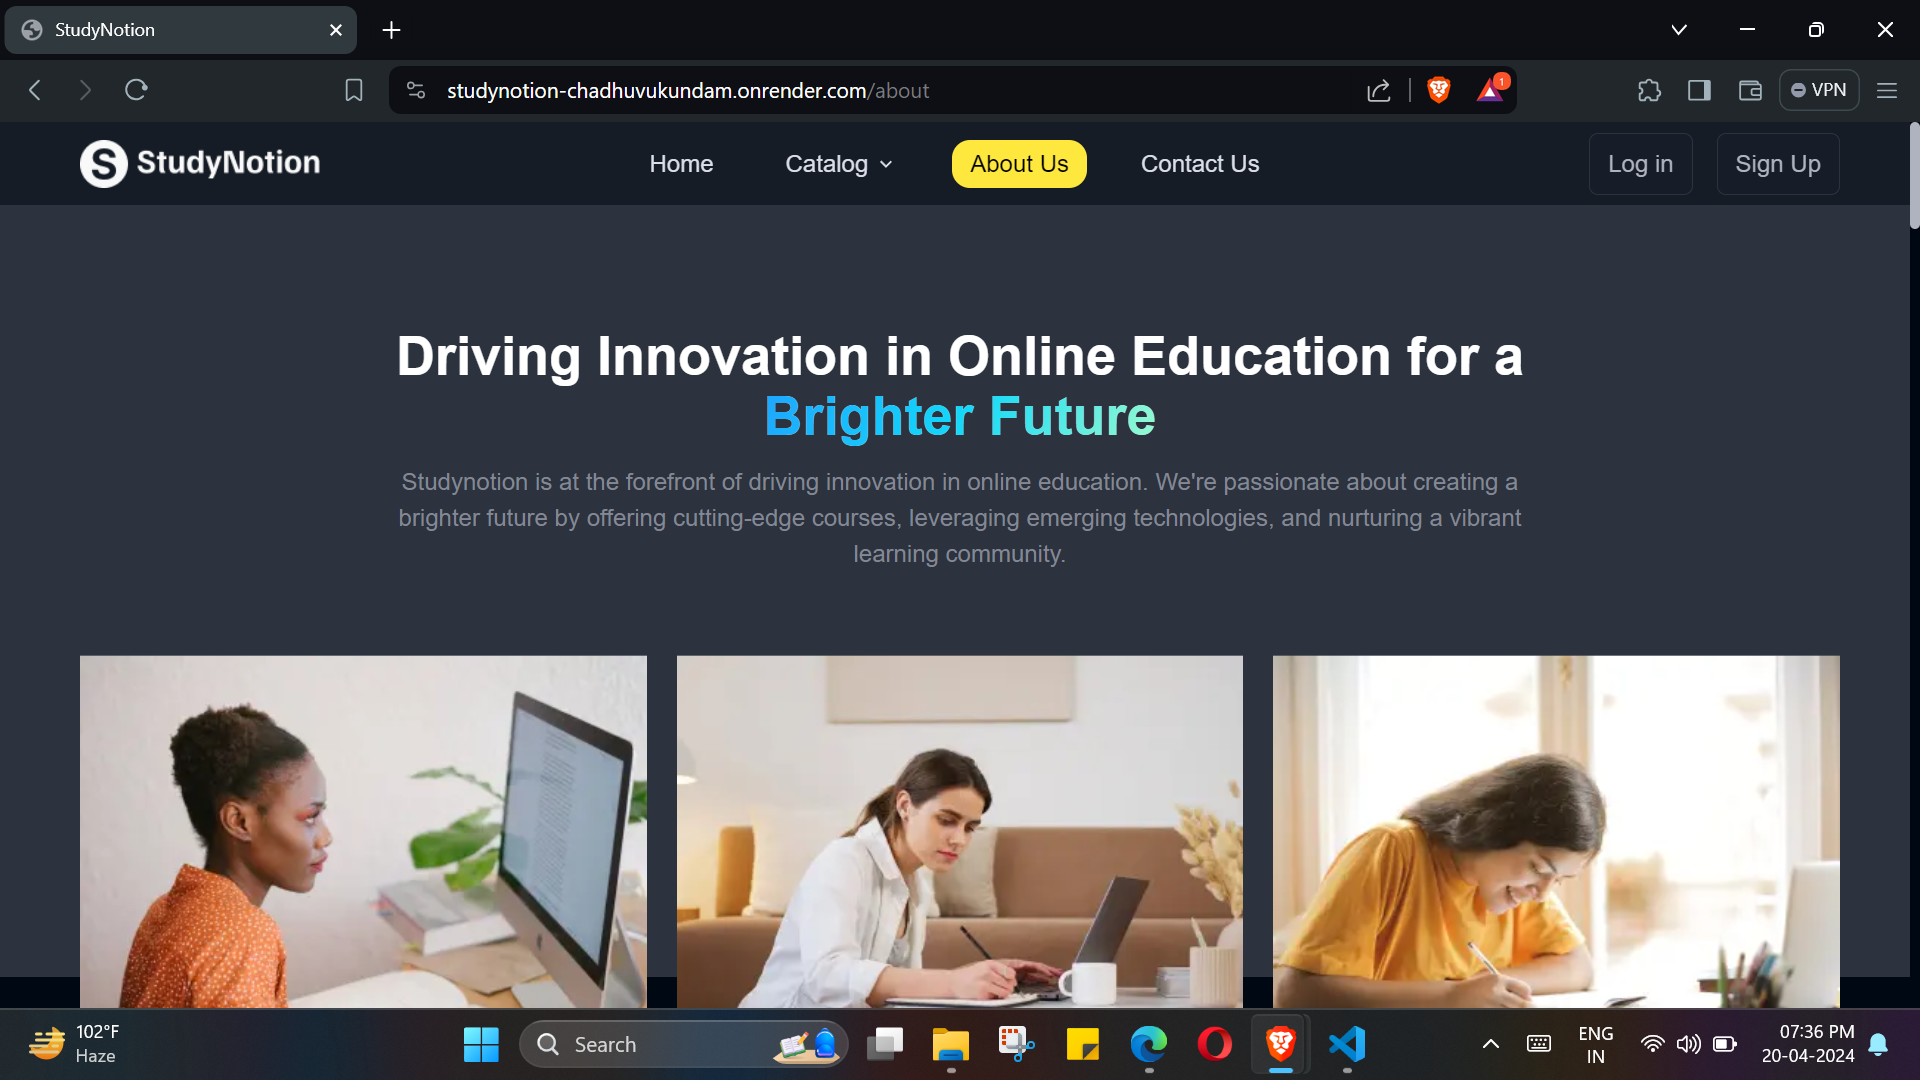 StudyNotion
studynotion-chadhuvukundam.onrender.com/about
1
VPN
S StudyNotion
Home
Catalog
About Us
Contact Us
Log in
Sign Up
Driving Innovation in Online Education for a
Brighter Future
Studynotion is at the forefront of driving innovation in online education. We're passionate about creating a
brighter future by offering cutting-edge courses, leveraging emerging technologies, and nurturing a vibrant
learning community.
102°F
Haze
Search
ENG
IN
07:36 PM
20-04-2024